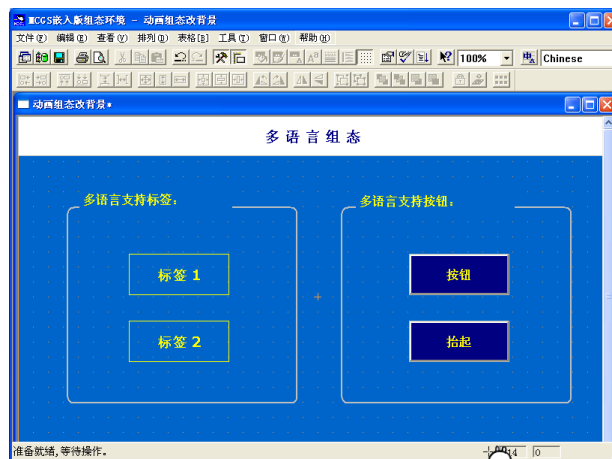 MCGS嵌入版组态环境 - 动画组态改背景
文件(F) 编辑(E) 查看(V) 排列(D) 表格(B) 工具(T) 窗口(W) 帮助(H)
100% Chinese
动画组态改背景*
多语言组态
多语言支持标签: 多语言支持按钮:
标签 1 按钮
标签 2 抬起
准备就绪,等待操作。 0